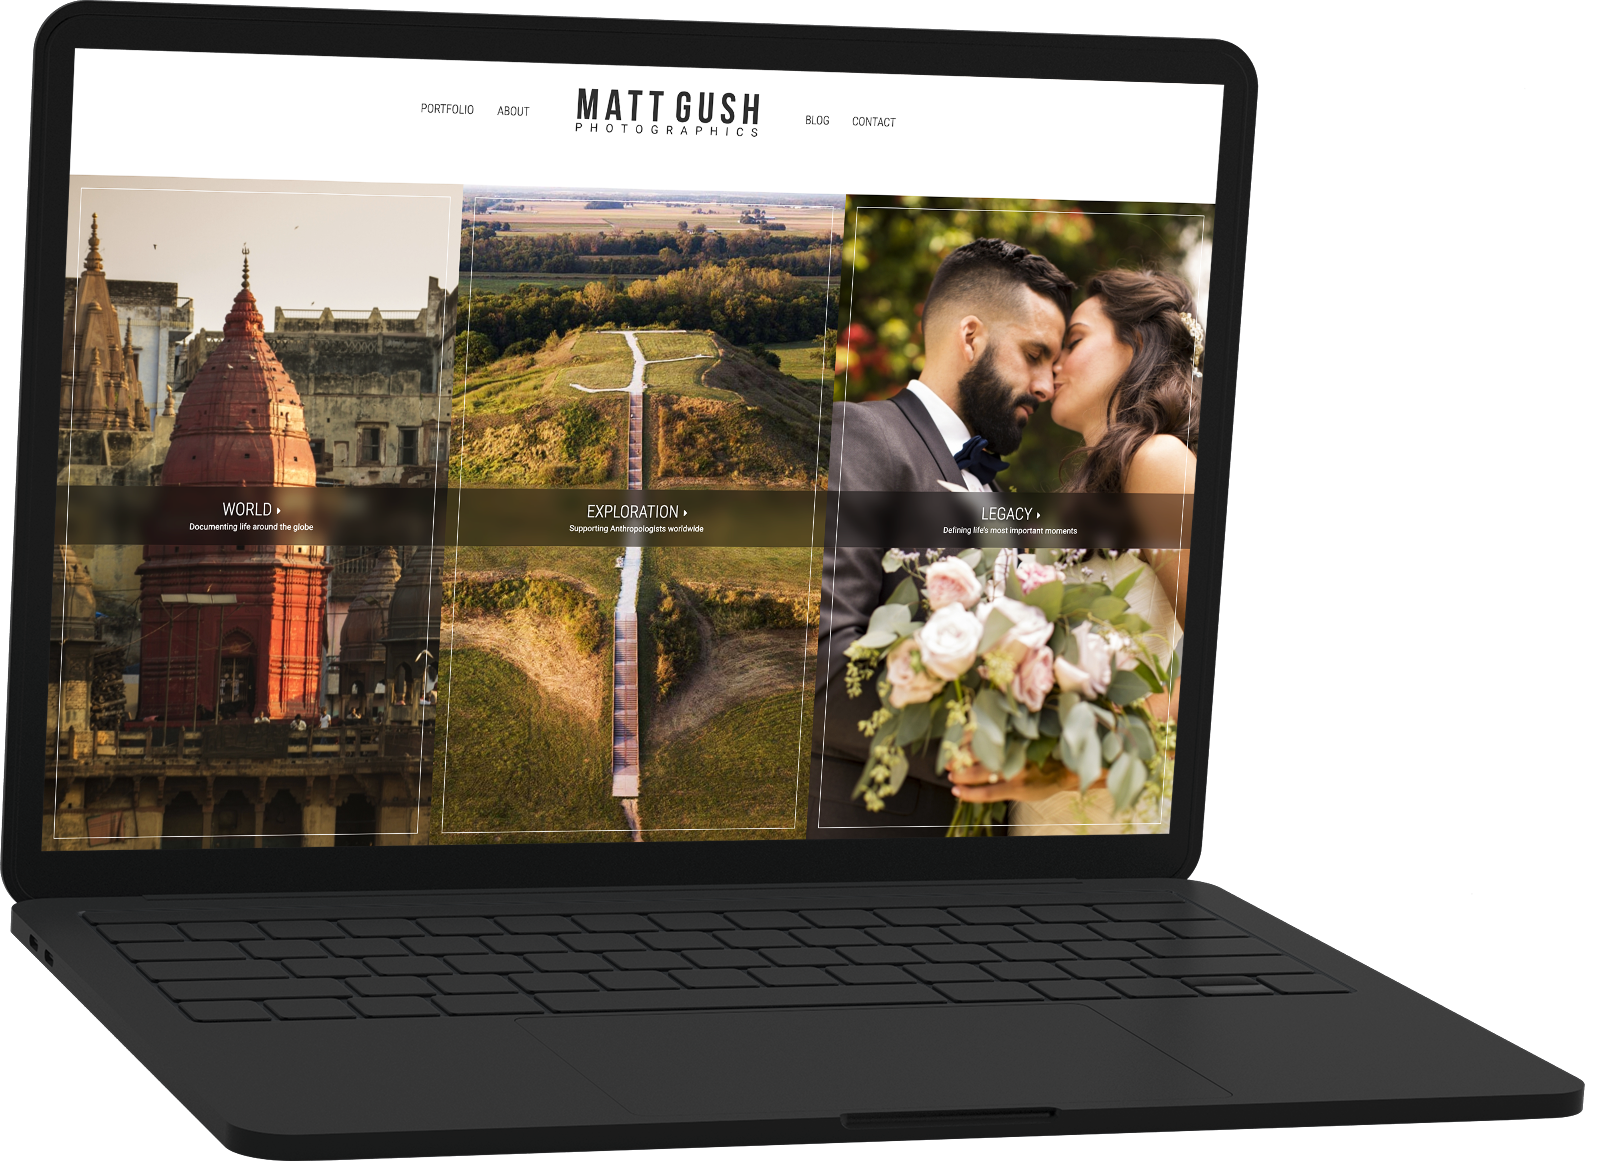 PORTFOLIO
ABOUT
MATT GUSH
PHOTOGRAPHICS
BLOG
CONTACT
WORLD
Documenting life around the globe
EXPLORATION
Supporting Anthropologists worldwide
LEGACY
Defining life's most important moments